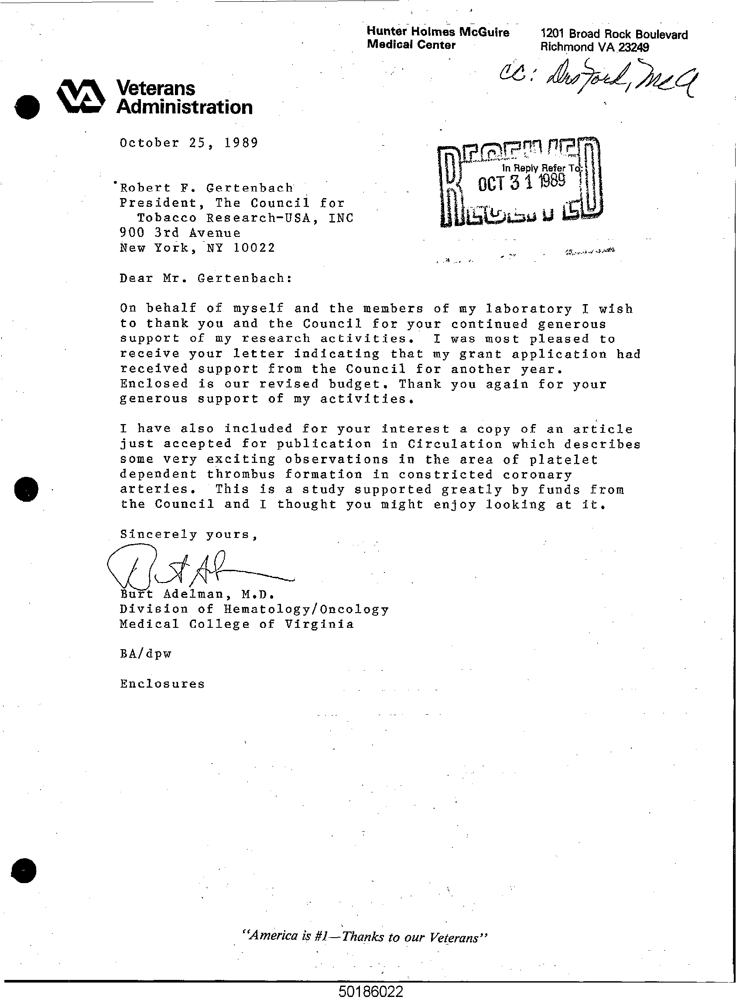 Hunter Holmes McGuire
Medical Center
1201 Broad Rock Boulevard
Richmond VA 23249
cc: Drs Ford, McA
VA Veterans
Administration
October 25, 1989
RECEIVED
In Reply Refer To:
OCT 31 1989
RECEIVED
Robert F. Gertenbach
President, The Council for
Tobacco Research-USA, INC
900 3rd Avenue
New York, NY 10022
Dear Mr. Gertenbach:
On behalf of myself and the members of my laboratory I wish
to thank you and the Council for your continued generous
support of my research activities. I was most pleased to
receive your letter indicating that my grant application had
received support from the Council for another year.
Enclosed is our revised budget. Thank you again for your
generous support of my activities.
I have also included for your interest a copy of an article
just accepted for publication in Circulation which describes
some very exciting observations in the area of platelet
dependent thrombus formation in constricted coronary
arteries. This is a study supported greatly by funds from
the Council and I thought you might enjoy looking at it.
Sincerely yours,
Burt Adelman, M.D.
Division of Hematology/Oncology
Medical College of Virginia
BA/dpw
Enclosures
"America is #1—Thanks to our Veterans"
50186022